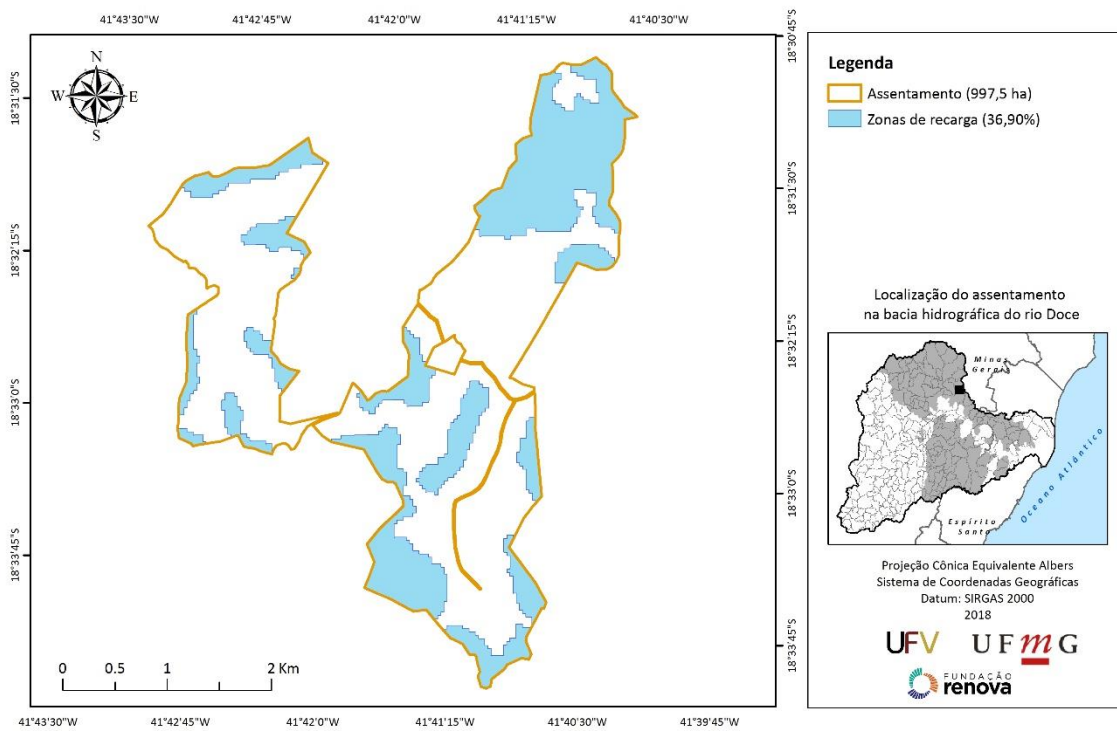 41°43'30"W 41°42'45"W 41°42'0"W 41°41'15"W 41°40'30"W
18°30'45"S
18°31'30"S
18°31'30"S
18°32'15"S
18°32'15"S
18°33'0"S
18°33'0"S
18°33'45"S
18°33'45"S
N
W E
S
0 0.5 1 2 Km
41°43'30"W 41°42'45"W 41°42'0"W 41°41'15"W 41°40'30"W 41°39'45"W
Legenda
Assentamento (997,5 ha)
Zonas de recarga (36,90%)
Localização do assentamento
na bacia hidrográfica do rio Doce
Minas
Gerais
Oceano Atlântico
Espírito
Santo
Projeção Cônica Equivalente Albers
Sistema de Coordenadas Geográficas
Datum: SIRGAS 2000
2018
UFV UFmG
FUNDAÇÃO
renova